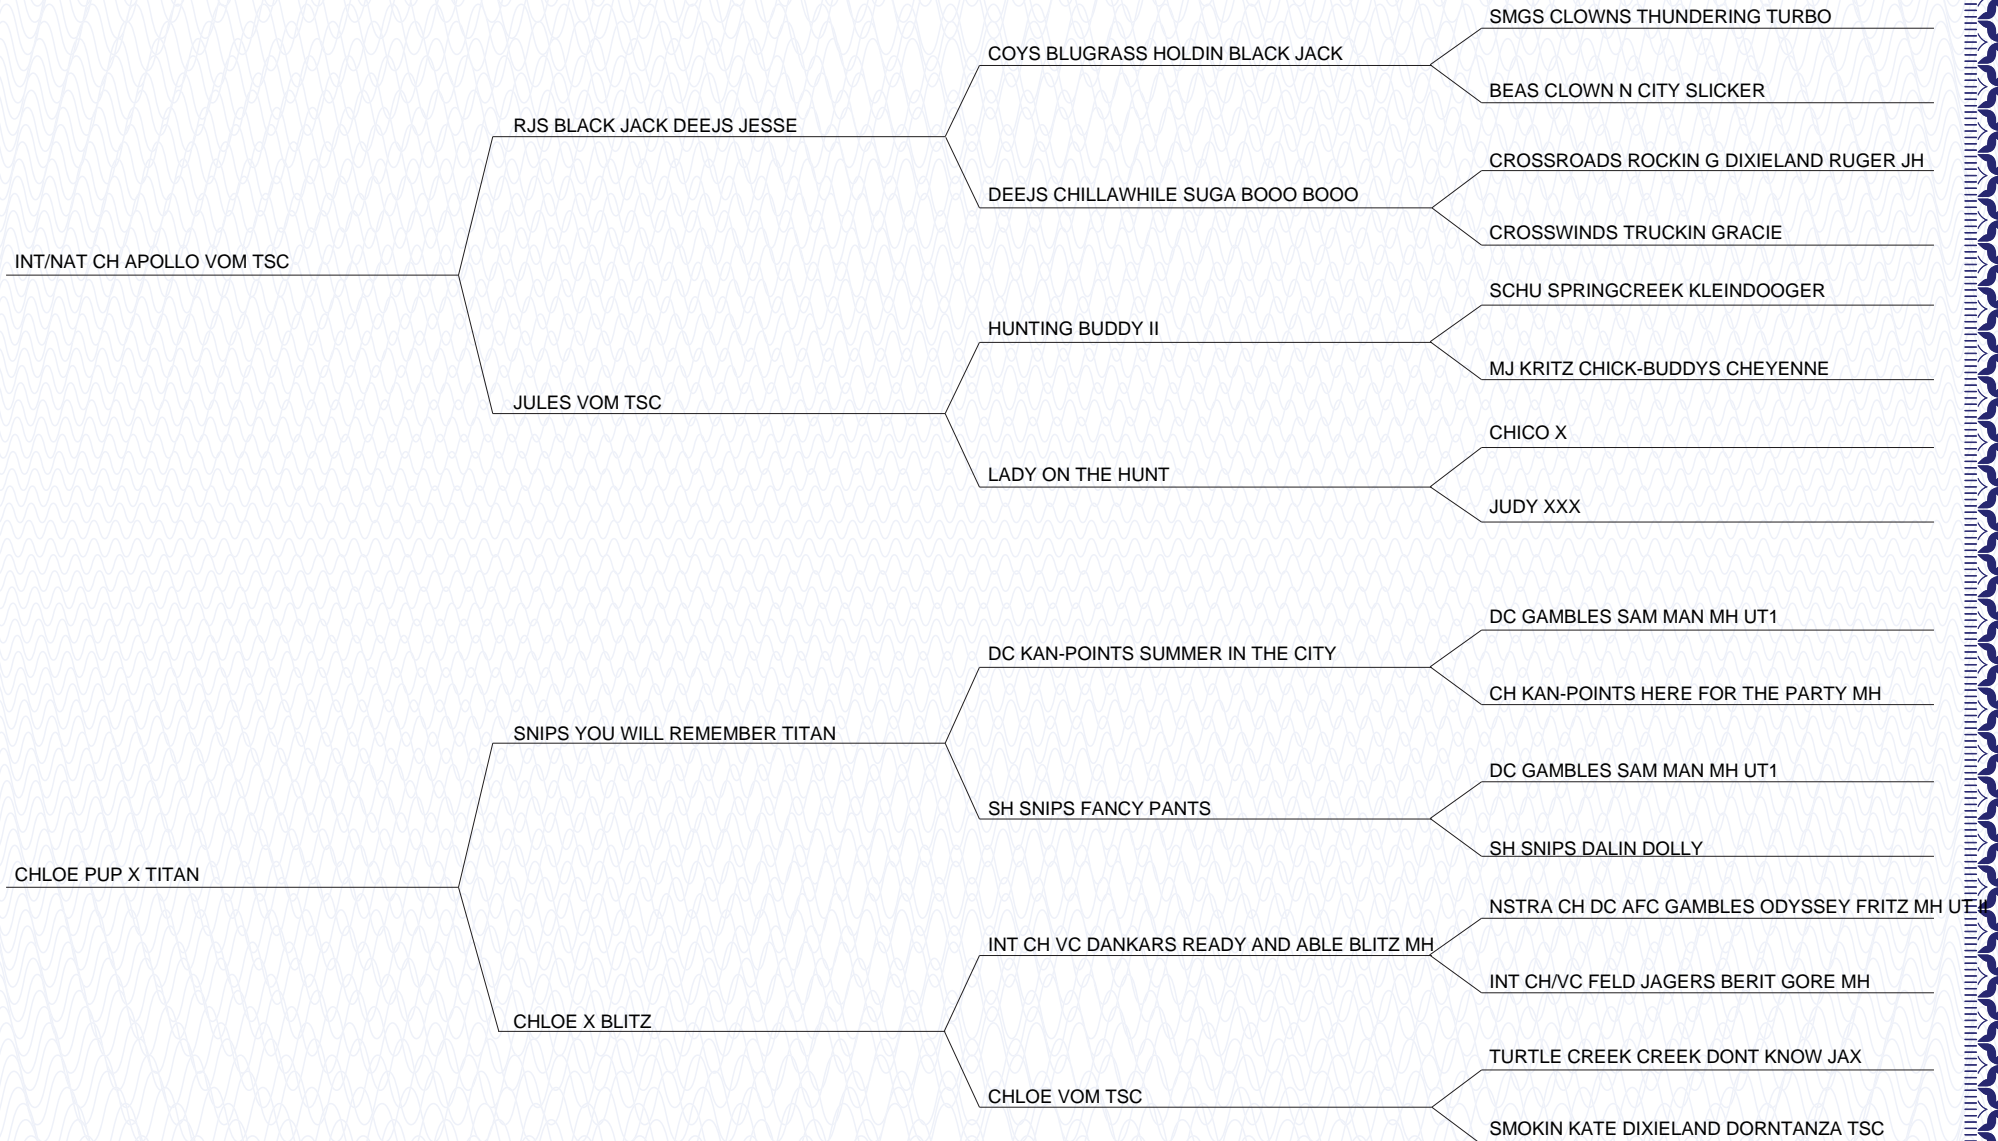 SMGS CLOWNS THUNDERING TURBO
COYS BLUGRASS HOLDIN BLACK JACK
BEAS CLOWN N CITY SLICKER
RJS BLACK JACK DEEJS JESSE
CROSSROADS ROCKIN G DIXIELAND RUGER JH
DEEJS CHILLAWHILE SUGA BOOO BOOO
CROSSWINDS TRUCKIN GRACIE
INT/NAT CH APOLLO VOM TSC
SCHU SPRINGCREEK KLEINDOOGER
HUNTING BUDDY II
MJ KRITZ CHICK-BUDDYS CHEYENNE
JULES VOM TSC
CHICO X
LADY ON THE HUNT
JUDY XXX
DC GAMBLES SAM MAN MH UT1
DC KAN-POINTS SUMMER IN THE CITY
CH KAN-POINTS HERE FOR THE PARTY MH
SNIPS YOU WILL REMEMBER TITAN
DC GAMBLES SAM MAN MH UT1
SH SNIPS FANCY PANTS
SH SNIPS DALIN DOLLY
CHLOE PUP X TITAN
NSTRA CH DC AFC GAMBLES ODYSSEY FRITZ MH UT II
INT CH VC DANKARS READY AND ABLE BLITZ MH
INT CH/VC FELD JAGERS BERIT GORE MH
CHLOE X BLITZ
TURTLE CREEK CREEK DONT KNOW JAX
CHLOE VOM TSC
SMOKIN KATE DIXIELAND DORNTANZA TSC